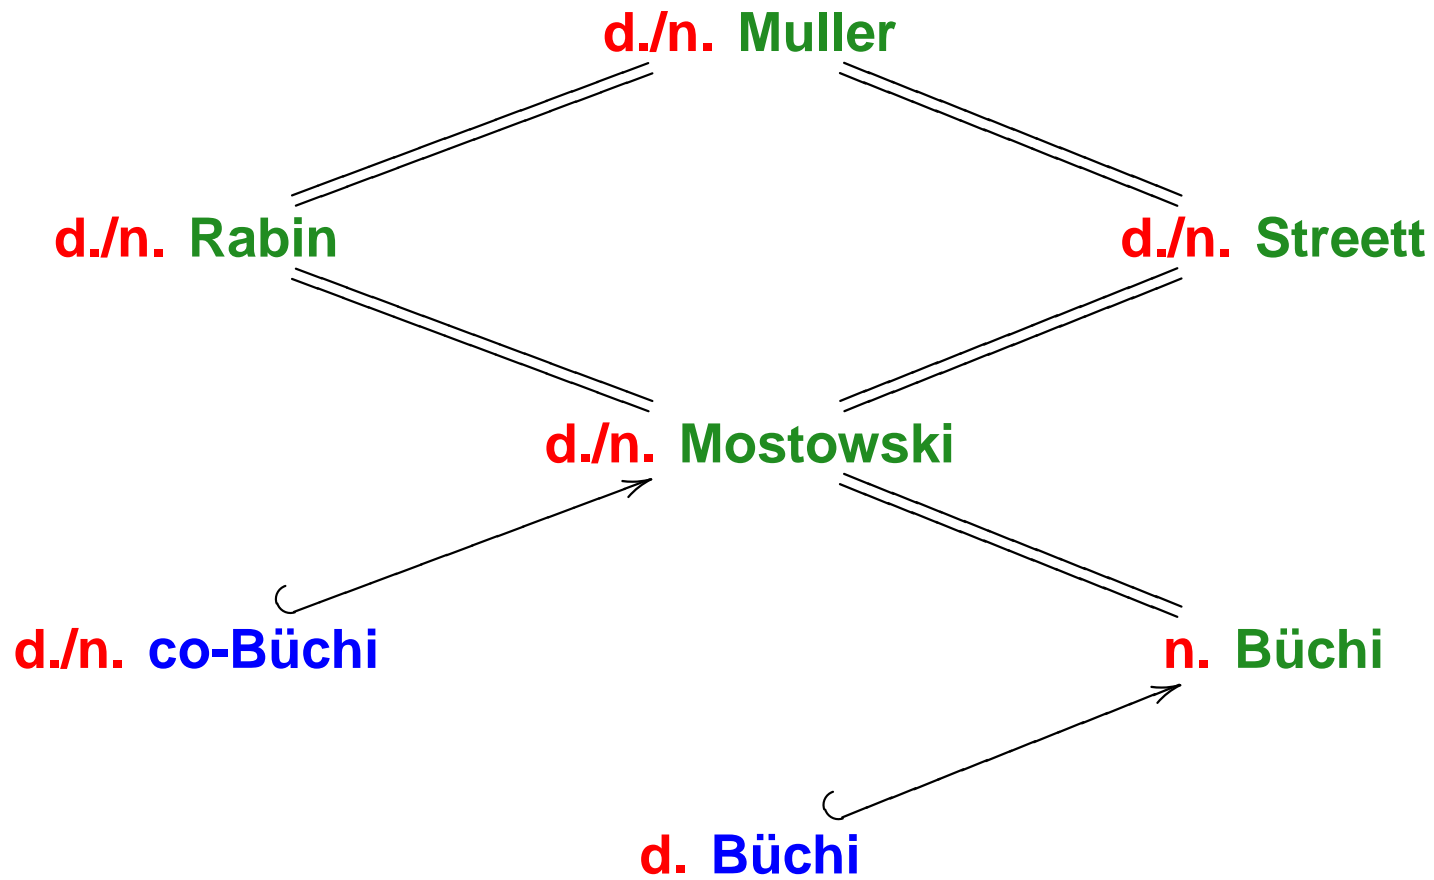 d./n. Muller
d./n. Rabin
d./n. Streett
d./n. Mostowski
d./n. co-Büchi
n. Büchi
d. Büchi